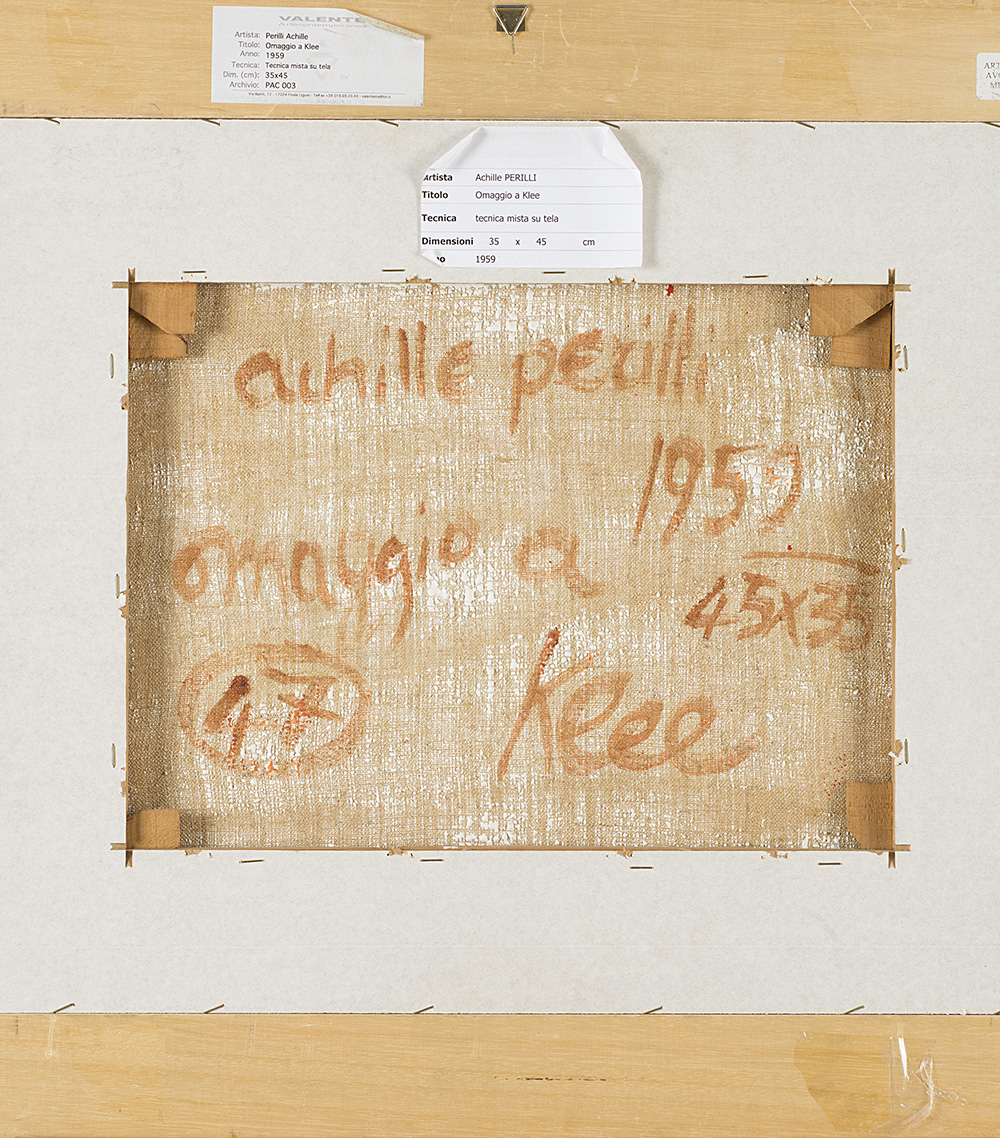 VALENTE
Artista: Perilli Achille
Titolo: Omaggio a Klee
Anno: 1959
Tecnica: Tecnica mista su tela
Dim. (cm): 35x45
Archivio: PAC 003
Artista Achille PERILLI
Titolo Omaggio a Klee
Tecnica tecnica mista su tela
Dimensioni 35 x 45 cm
1959
achille perilli
1959
omaggio a
45x35
Klee
47